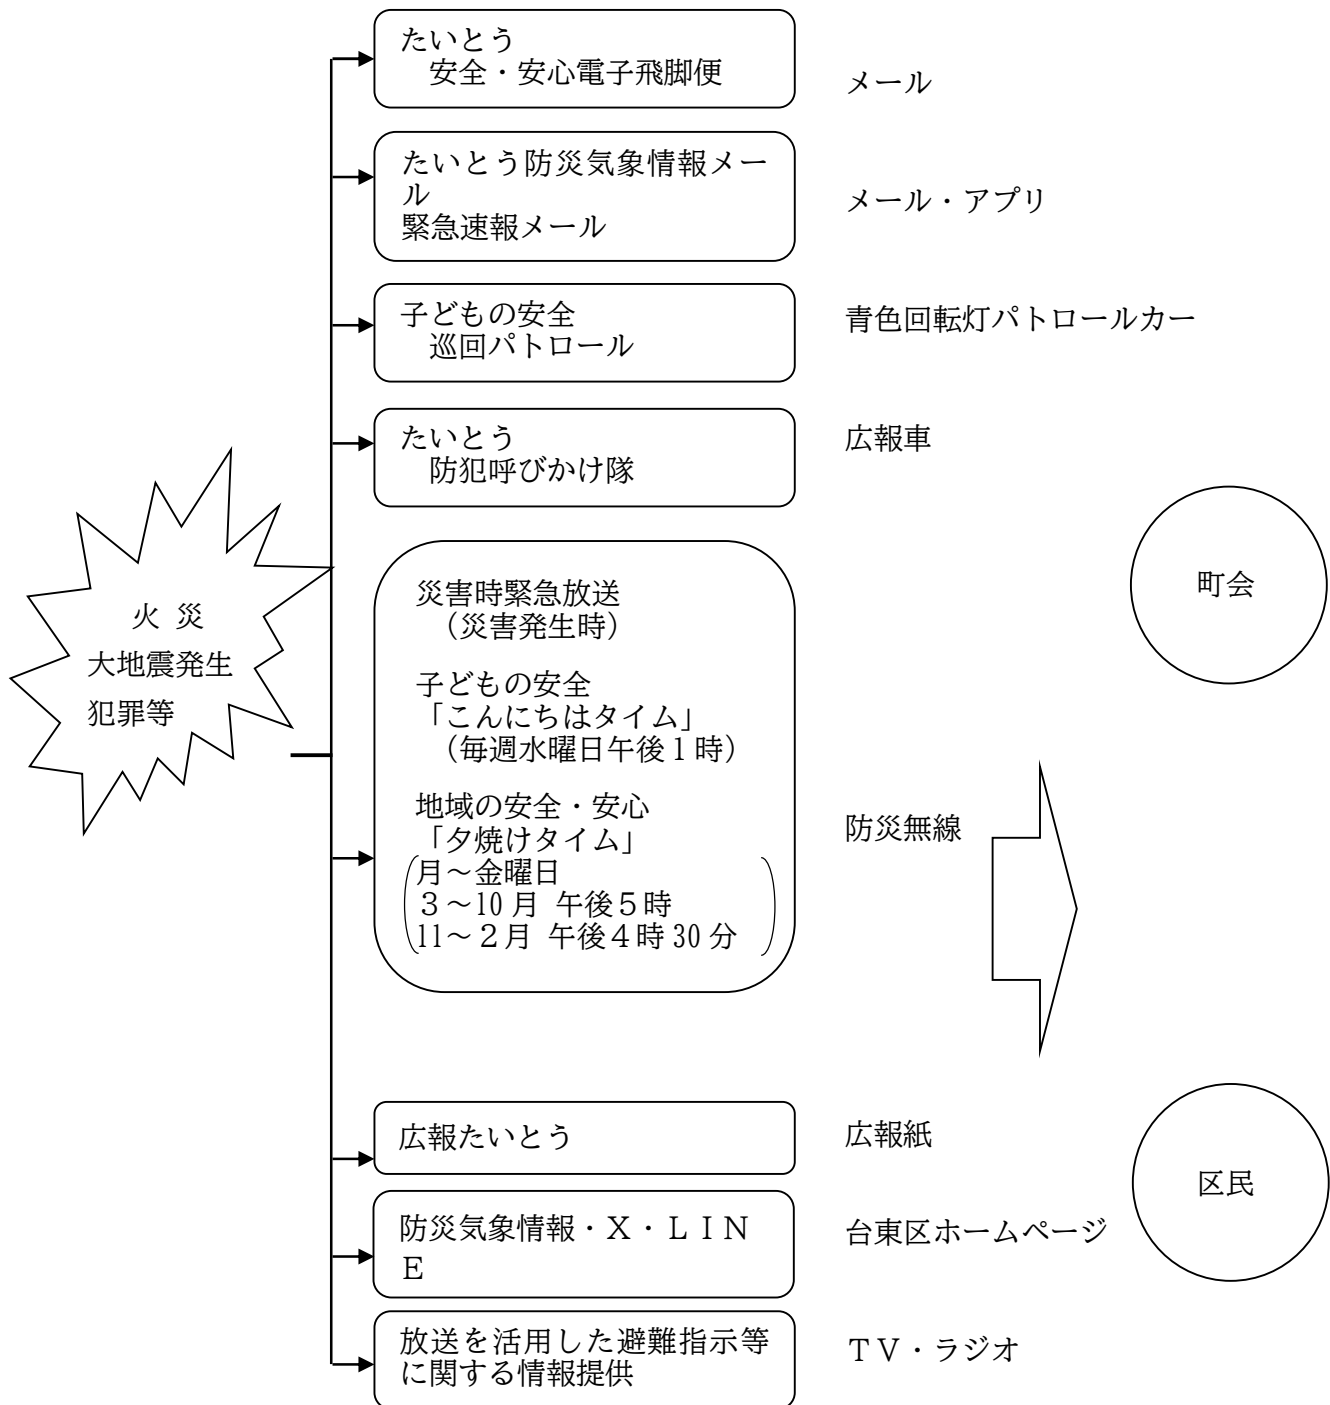 たいとう
安全・安心電子飛脚便
メール
たいとう防災気象情報メー
ル
緊急速報メール
メール・アプリ
子どもの安全
巡回パトロール
青色回転灯パトロールカー
たいとう
防犯呼びかけ隊
広報車
火 災
大地震発生
犯罪等
災害時緊急放送
（災害発生時）
子どもの安全
「こんにちはタイム」
（毎週水曜日午後１時）
地域の安全・安心
「夕焼けタイム」
月～金曜日
３～10 月 午後５時
11～２月 午後４時 30 分
防災無線
町会
広報たいとう
広報紙
区民
防災気象情報・Ｘ・ＬＩＮ
Ｅ
台東区ホームページ
放送を活用した避難指示等
に関する情報提供
ＴＶ・ラジオ